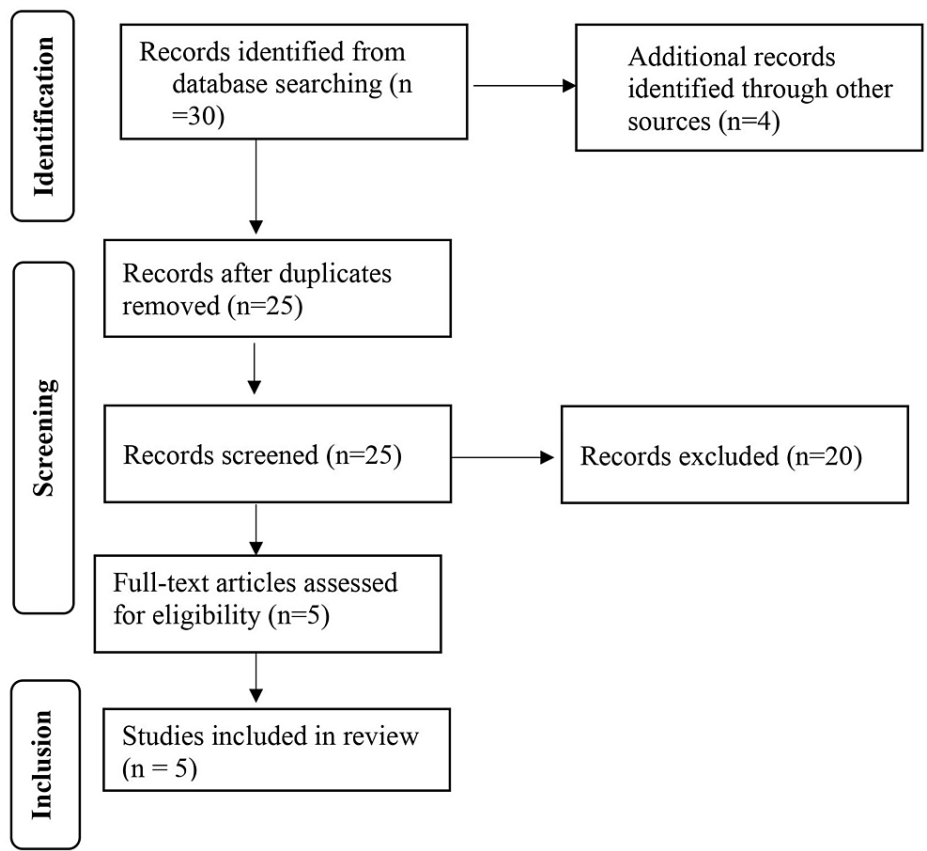 Identification
Records identified from
database searching (n
=30)
Additional records
identified through other
sources (n=4)
Screening
Records after duplicates
removed (n=25)
Records screened (n=25)
Records excluded (n=20)
Full-text articles assessed
for eligibility (n=5)
Inclusion
Studies included in review
(n = 5)